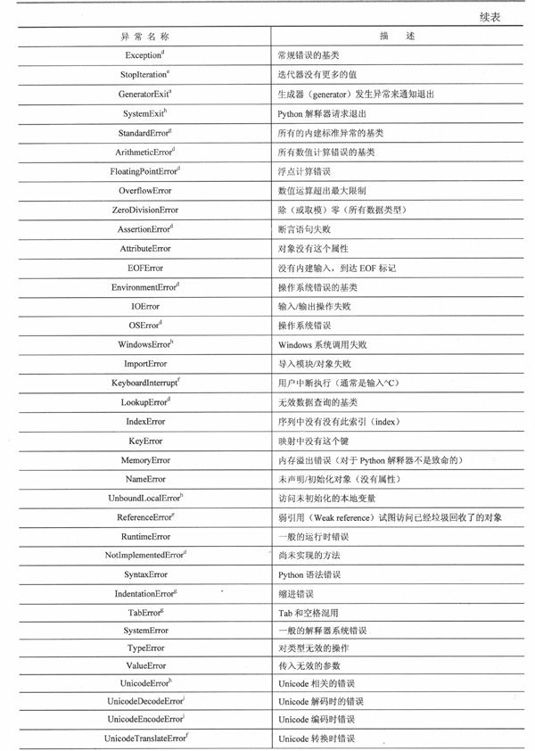 续表
异常名称 描 述
Exception^d 常规错误的基类
StopIteration^e 迭代器没有更多的值
GeneratorExit^a 生成器（generator）发生异常来通知退出
SystemExit^h Python 解释器请求退出
StandardError^g 所有的内建标准异常的基类
ArithmeticError^d 所有数值计算错误的基类
FloatingPointError^d 浮点计算错误
OverflowError 数值运算超出最大限制
ZeroDivisionError 除（或取模）零（所有数据类型）
AssertionError^d 断言语句失败
AttributeError 对象没有这个属性
EOFError 没有内建输入，到达 EOF 标记
EnvironmentError^d 操作系统错误的基类
IOError 输入/输出操作失败
OSError^d 操作系统错误
WindowsError^h Windows 系统调用失败
ImportError 导入模块/对象失败
KeyboardInterrupt^f 用户中断执行（通常是输入^C）
LookupError^d 无效数据查询的基类
IndexError 序列中没有没有此索引（index）
KeyError 映射中没有这个键
MemoryError 内存溢出错误（对于 Python 解释器不是致命的）
NameError 未声明/初始化对象（没有属性）
UnboundLocalError^h 访问未初始化的本地变量
ReferenceError^e 弱引用（Weak reference）试图访问已经垃圾回收了的对象
RuntimeError 一般的运行时错误
NotImplementedError^d 尚未实现的方法
SyntaxError Python 语法错误
IndentationError^g 缩进错误
TabError^g Tab 和空格混用
SystemError 一般的解释器系统错误
TypeError 对类型无效的操作
ValueError 传入无效的参数
UnicodeError^h Unicode 相关的错误
UnicodeDecodeError^i Unicode 解码时的错误
UnicodeEncodeError^i Unicode 编码时错误
UnicodeTranslateError^f Unicode 转换时错误